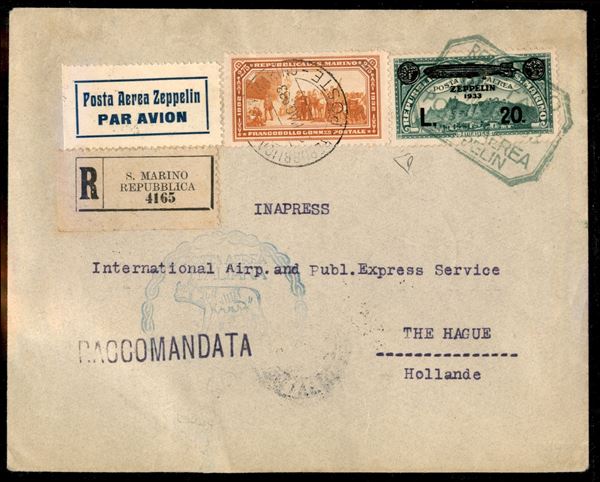 Posta Aerea Zeppelin
PAR AVION
REPUBBLICA S. MARINO
FRANCOBOLLO COMM. POSTALE
ZEPPELIN
1933
L. 20.
R
S. MARINO
REPUBBLICA
4165
INAPRESS
International Airp.and Publ.Express Service
RACCOMANDATA
THE HAGUE
Hollande